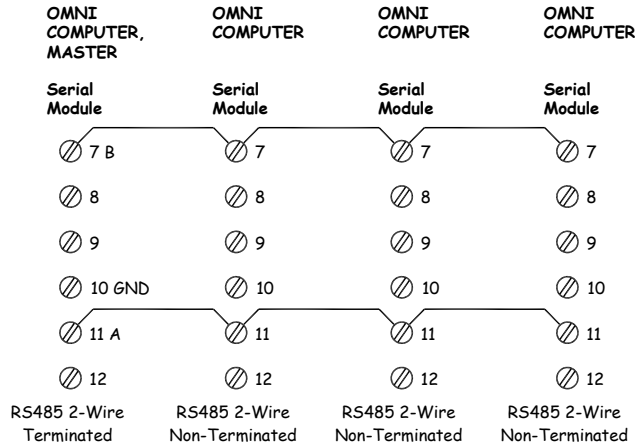 OMNI COMPUTER, MASTER
OMNI COMPUTER
OMNI COMPUTER
OMNI COMPUTER
Serial Module
Serial Module
Serial Module
Serial Module
7 B 7 7 7
8 8 8 8
9 9 9 9
10 GND 10 10 10
11 A 11 11 11
12 12 12 12
RS485 2-Wire Terminated
RS485 2-Wire Non-Terminated
RS485 2-Wire Non-Terminated
RS485 2-Wire Non-Terminated